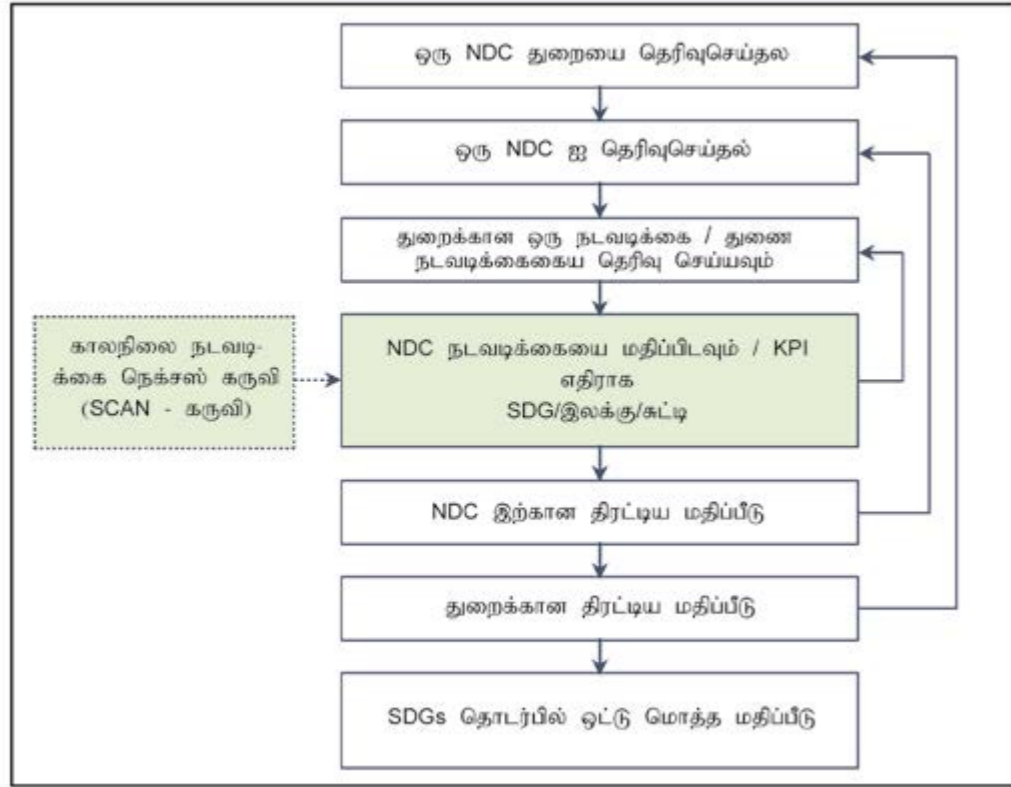 ஒரு NDC துறையை தெரிவுசெய்தல
ஒரு NDC ஐ தெரிவுசெய்தல்
துறைக்கான ஒரு நடவடிக்கை / துணை
நடவடிக்கைகைய தெரிவு செய்யவும்
காலநிலை நடவடி-
க்கை நெக்சஸ் கருவி
(SCAN - கருவி)
NDC நடவடிக்கையை மதிப்பிடவும் / KPI
எதிராக
SDG/இலக்கு/சுட்டி
NDC இற்கான திரட்டிய மதிப்பீடு
துறைக்கான திரட்டிய மதிப்பீடு
SDGs தொடர்பில் ஒட்டு மொத்த மதிப்பீடு